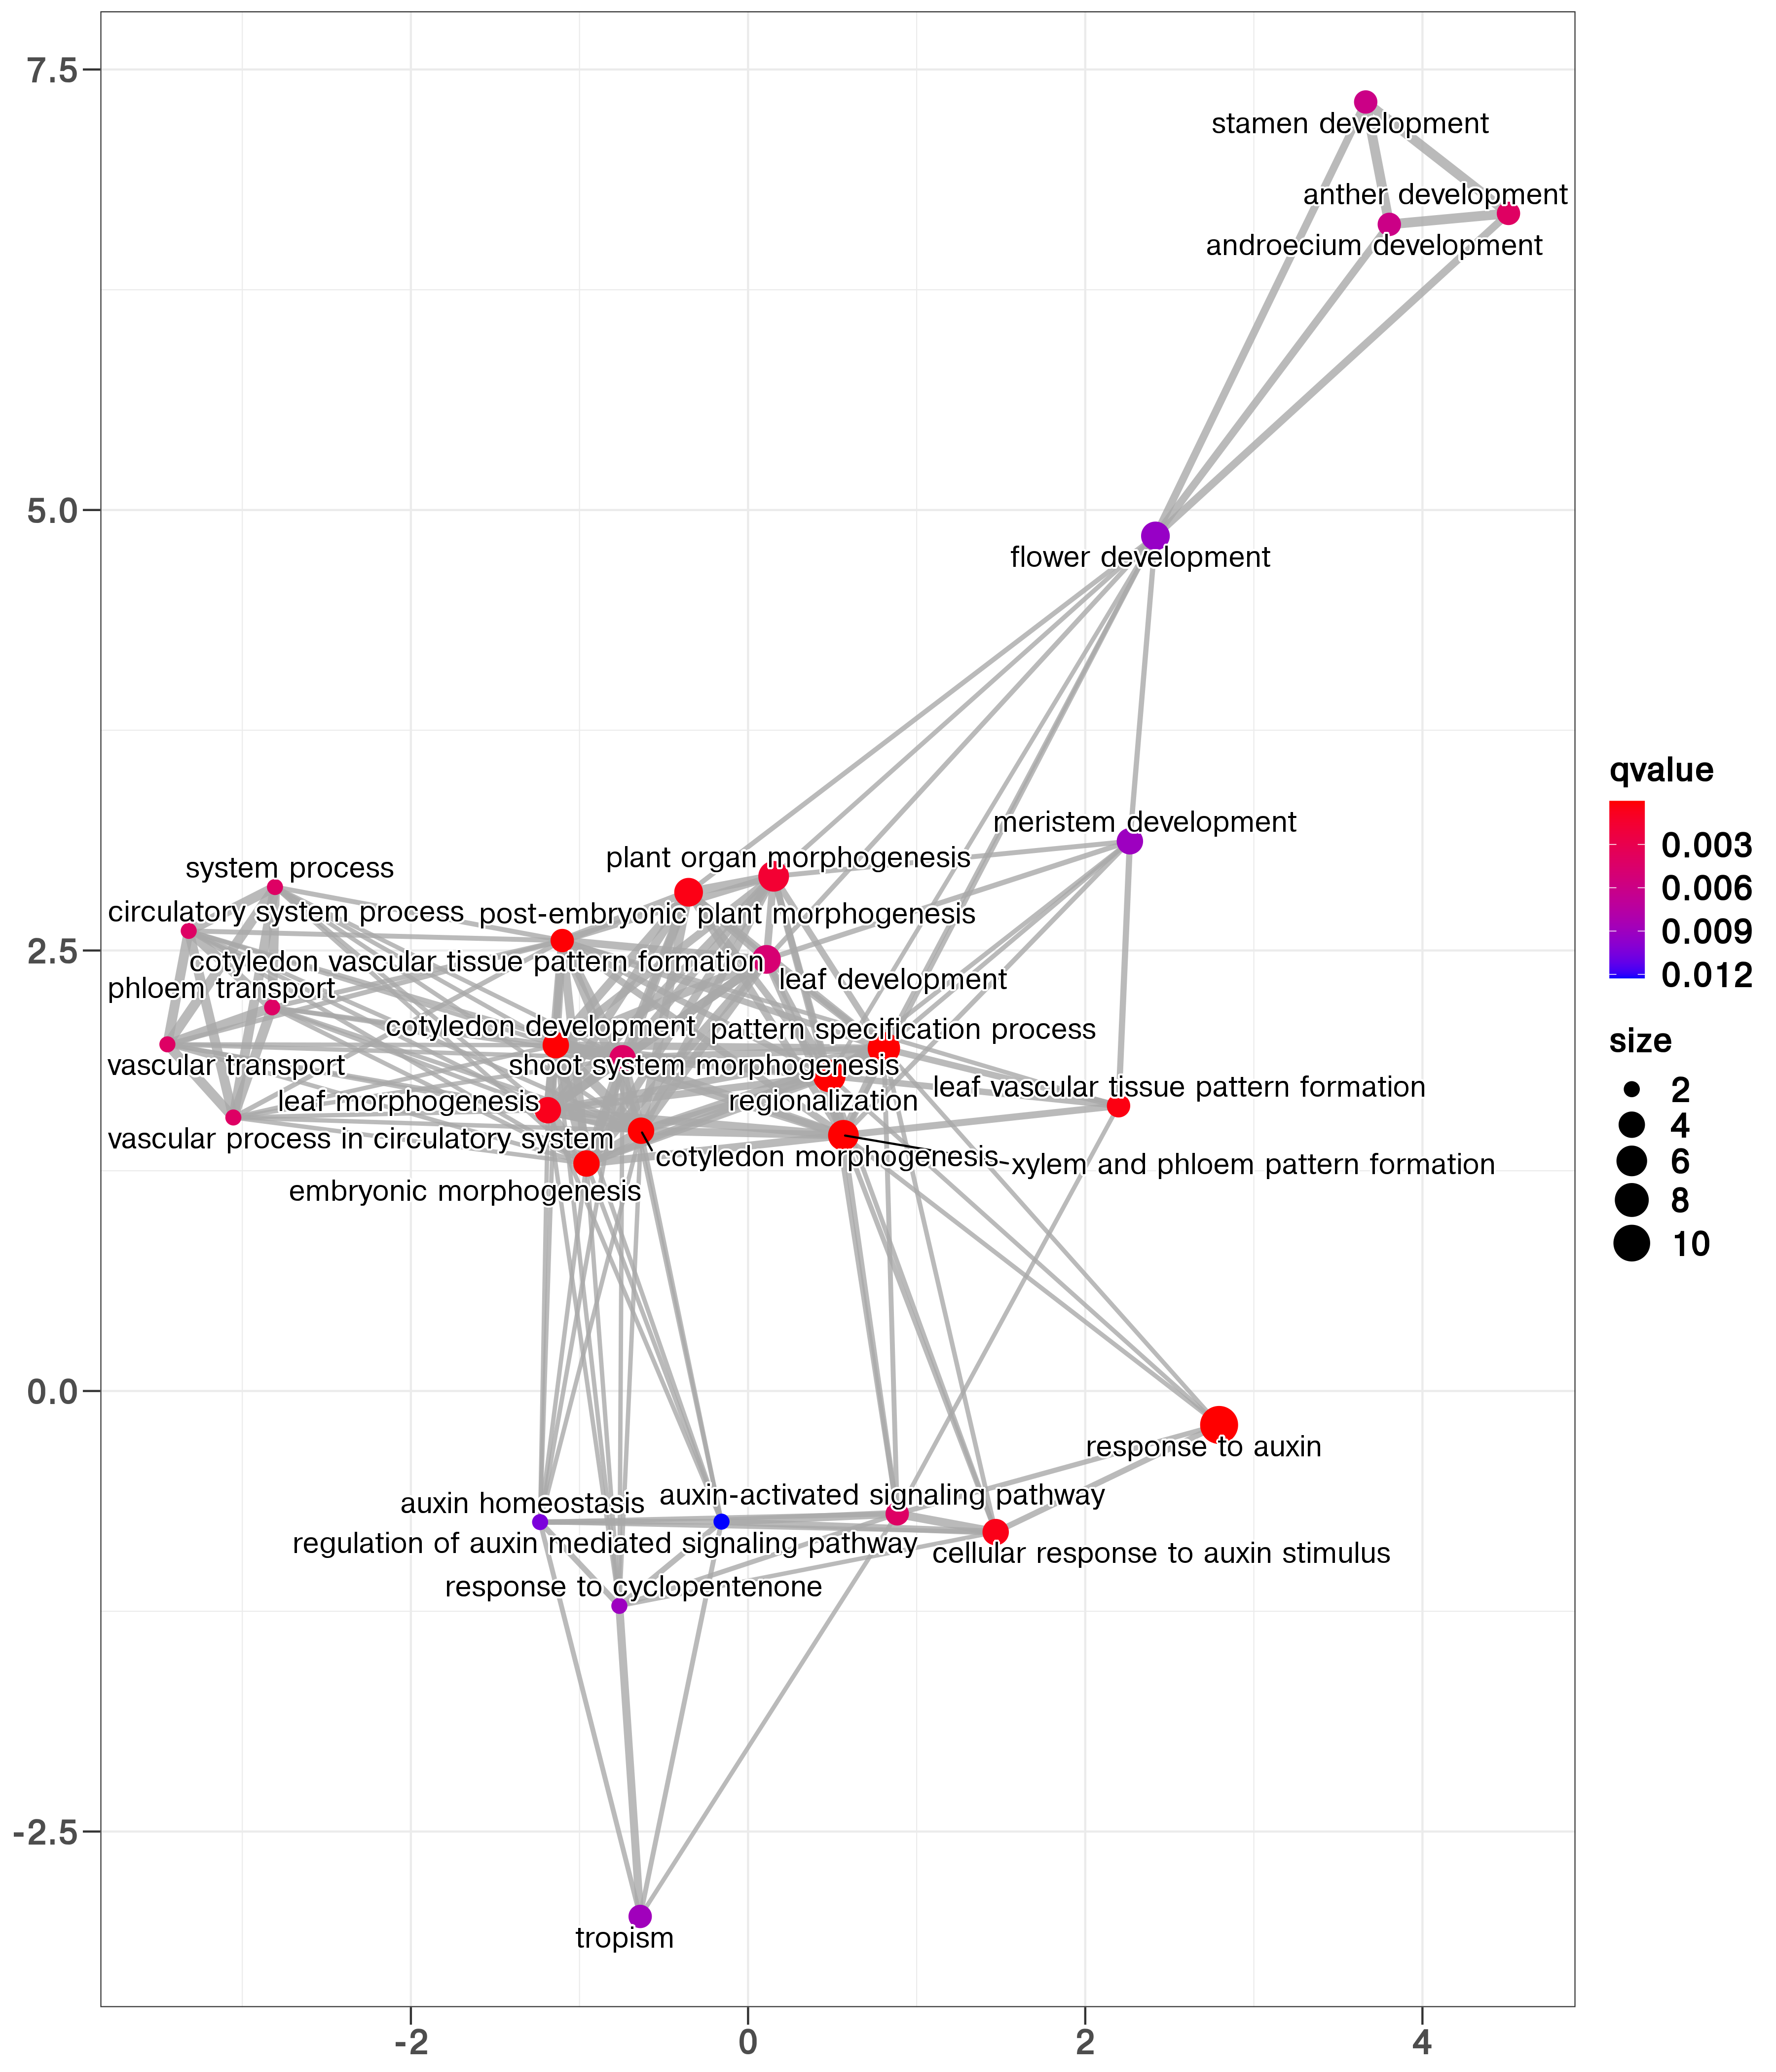 7.5
5.0
2.5
0.0
-2.5
-2
0
2
4
stamen development
anther development
androecium development
flower development
meristem development
plant organ morphogenesis
system process
circulatory system process
post-embryonic plant morphogenesis
cotyledon vascular tissue pattern formation
leaf development
phloem transport
cotyledon development
pattern specification process
vascular transport
shoot system morphogenesis
leaf vascular tissue pattern formation
leaf morphogenesis
regionalization
vascular process in circulatory system
cotyledon morphogenesis
xylem and phloem pattern formation
embryonic morphogenesis
response to auxin
auxin homeostasis
auxin-activated signaling pathway
regulation of auxin mediated signaling pathway
cellular response to auxin stimulus
response to cyclopentenone
tropism
qvalue
0.003
0.006
0.009
0.012
size
2
4
6
8
10